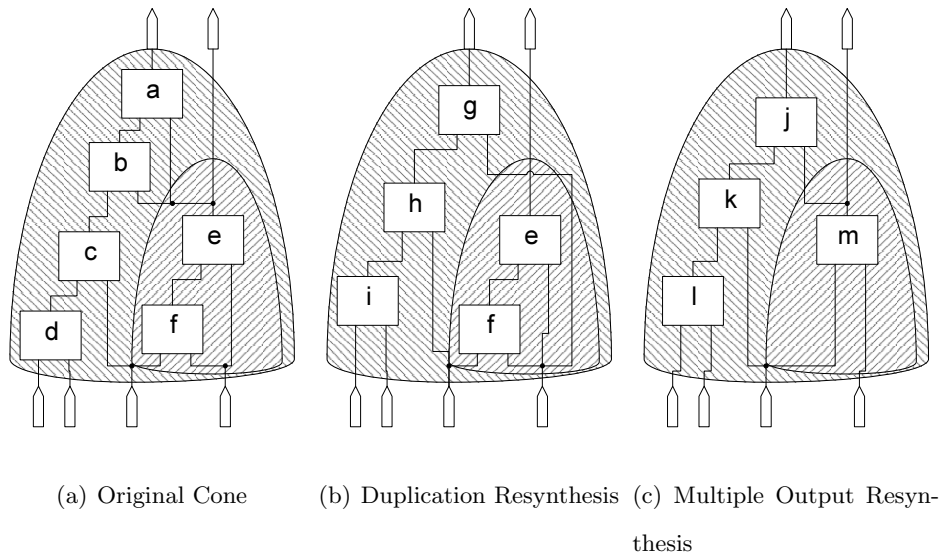 a
g
j
b
k
h
c
e
e
m
i
l
d
f
f
(a) Original Cone
(b) Duplication Resynthesis
(c) Multiple Output Resyn-
thesis